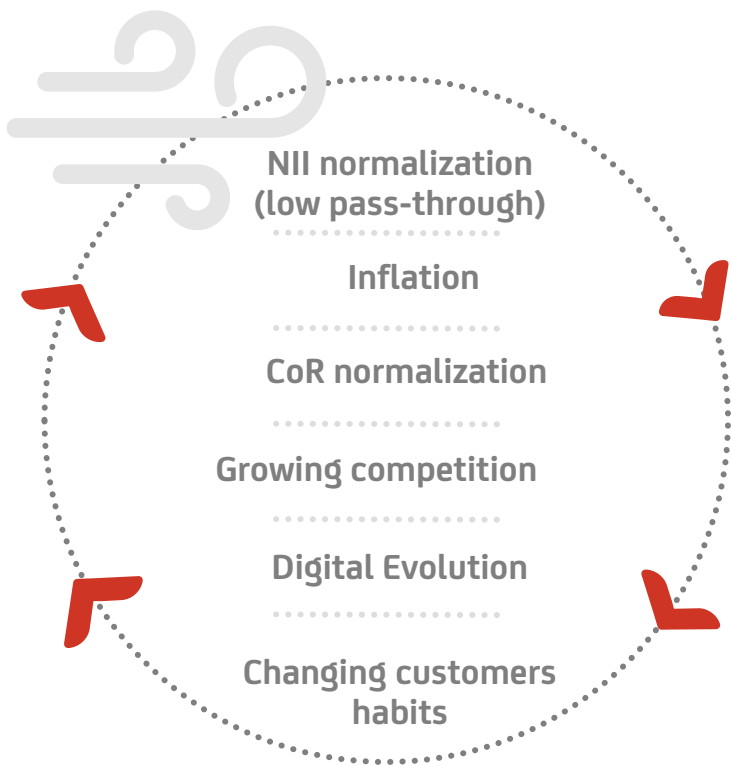 NII normalization
(low pass-through)
Inflation
CoR normalization
Growing competition
Digital Evolution
Changing customers
habits